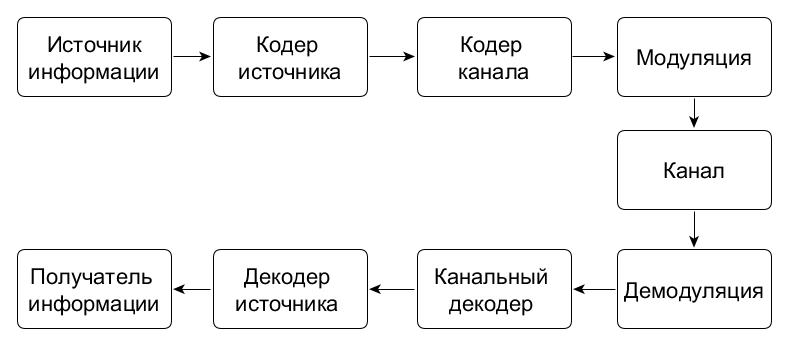 Источник
информации
Кодер
источника
Кодер
канала
Модуляция
Канал
Получатель
информации
Декодер
источника
Канальный
декодер
Демодуляция